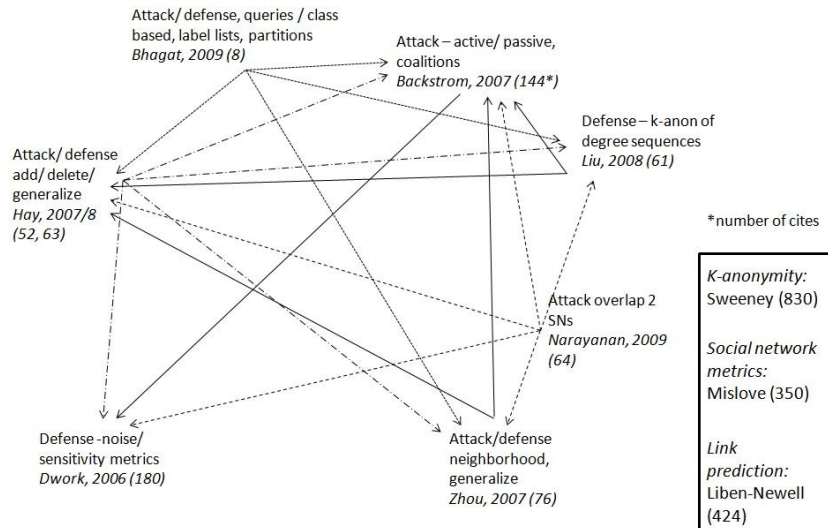 Attack/ defense, queries / class
based, label lists, partitions
Bhagat, 2009 (8)
Attack – active/ passive,
coalitions
Backstrom, 2007 (144*)
Defense – k-anon of
degree sequences
Liu, 2008 (61)
Attack/ defense
add/ delete/
generalize
Hay, 2007/8
(52, 63)
*number of cites
Attack overlap 2
SNs
Narayanan, 2009
(64)
Defense -noise/
sensitivity metrics
Dwork, 2006 (180)
Attack/defense
neighborhood,
generalize
Zhou, 2007 (76)
K-anonymity:
Sweeney (830)
Social network
metrics:
Mislove (350)
Link
prediction:
Liben-Newell
(424)